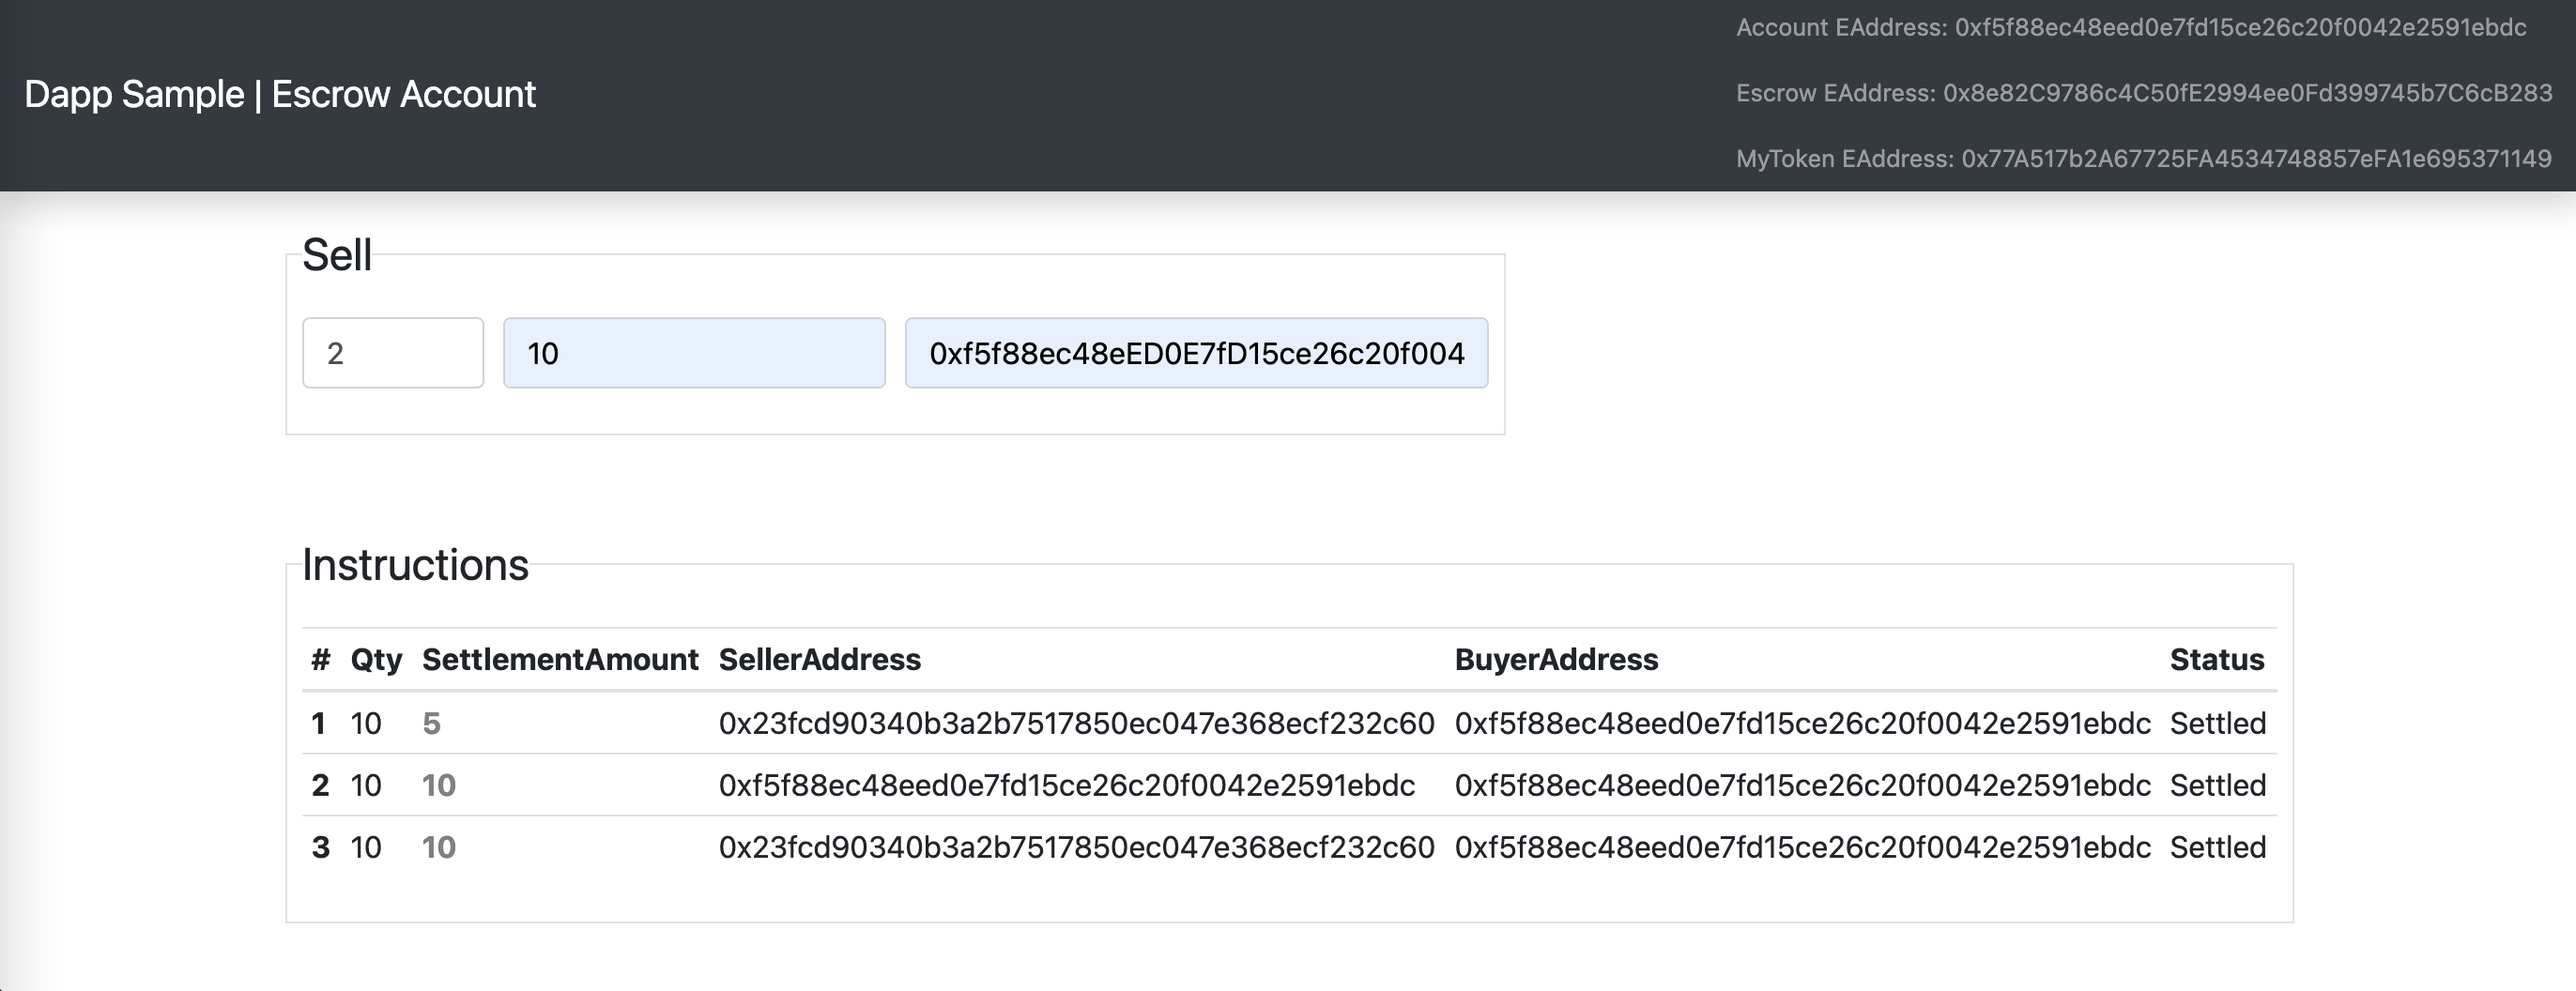 Account EAddress: 0xf5f88ec48eed0e7fd15ce26c20f0042e2591ebdc
Dapp Sample | Escrow Account
Escrow EAddress: 0x8e82C9786c4C50fE2994ee0Fd399745b7C6cB283
MyToken EAddress: 0x77A517b2A67725FA4534748857eFA1e695371149
Sell
2 10 0xf5f88ec48eED0E7fD15ce26c20f004
Instructions
# Qty SettlementAmount SellerAddress BuyerAddress Status
1 10 5 0x23fcd90340b3a2b7517850ec047e368ecf232c60 0xf5f88ec48eed0e7fd15ce26c20f0042e2591ebdc Settled
2 10 10 0xf5f88ec48eed0e7fd15ce26c20f0042e2591ebdc 0xf5f88ec48eed0e7fd15ce26c20f0042e2591ebdc Settled
3 10 10 0x23fcd90340b3a2b7517850ec047e368ecf232c60 0xf5f88ec48eed0e7fd15ce26c20f0042e2591ebdc Settled